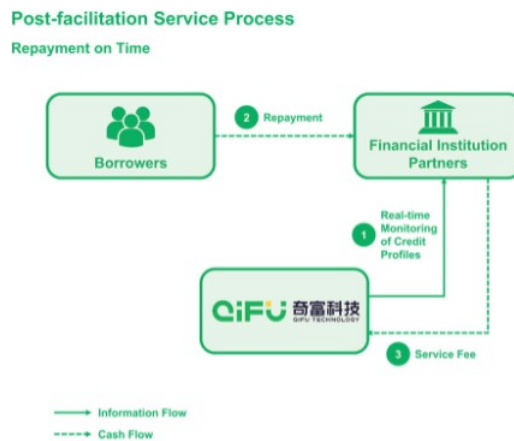 Post-facilitation Service Process
Repayment on Time
2 Repayment
Borrowers
Financial Institution
Partners
1
Real-time
Monitoring
of Credit
Profiles
QiFU 奇富科技
QIFU TECHNOLOGY
3 Service Fee
Information Flow
Cash Flow